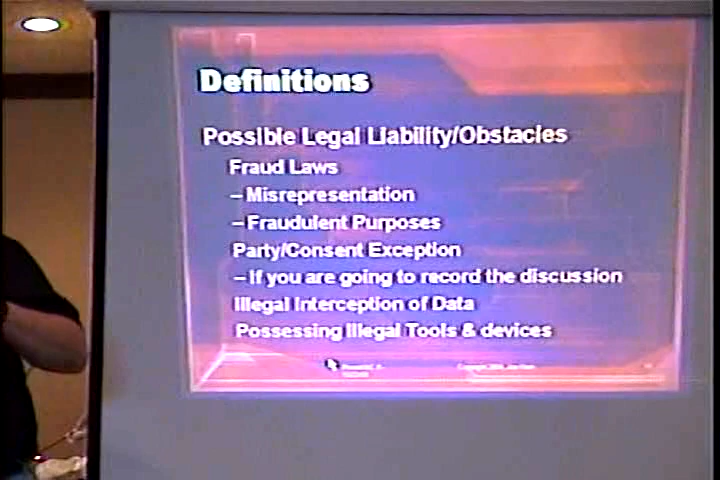 Definitions
Possible Legal Liability/Obstacles
Fraud Laws
– Misrepresentation
– Fraudulent Purposes
Party/Consent Exception
– If you are going to record the discussion
Illegal Interception of Data
Possessing Illegal Tools & devices